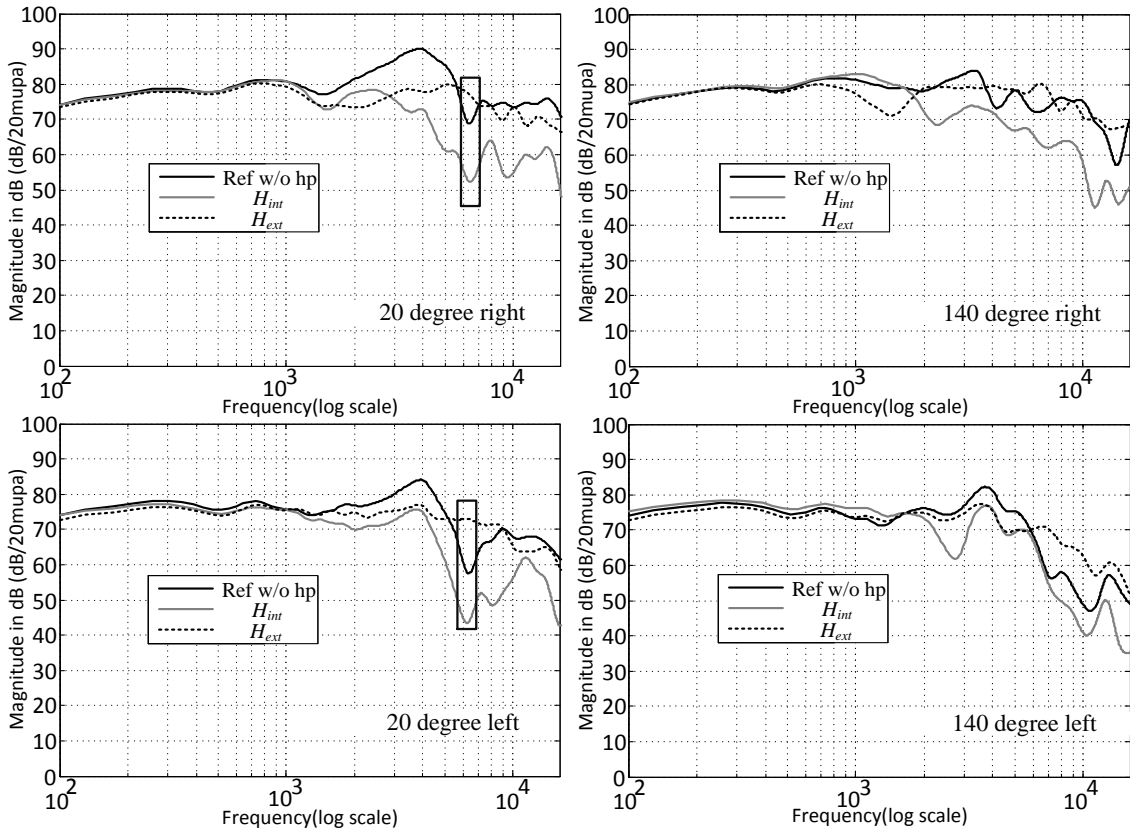 Magnitude in dB (dB/20mupa)
100
90
80
70
60
50
40
30
20
10
0
Ref w/o hp
H_int
H_ext
20 degree right
10^2
10^3
10^4
Frequency(log scale)
Magnitude in dB (dB/20mupa)
100
90
80
70
60
50
40
30
20
10
0
Ref w/o hp
H_int
H_ext
140 degree right
10^2
10^3
10^4
Frequency(log scale)
Magnitude in dB (dB/20mupa)
100
90
80
70
60
50
40
30
20
10
0
Ref w/o hp
H_int
H_ext
20 degree left
10^2
10^3
10^4
Frequency(log scale)
Magnitude in dB (dB/20mupa)
100
90
80
70
60
50
40
30
20
10
0
Ref w/o hp
H_int
H_ext
140 degree left
10^2
10^3
10^4
Frequency(log scale)